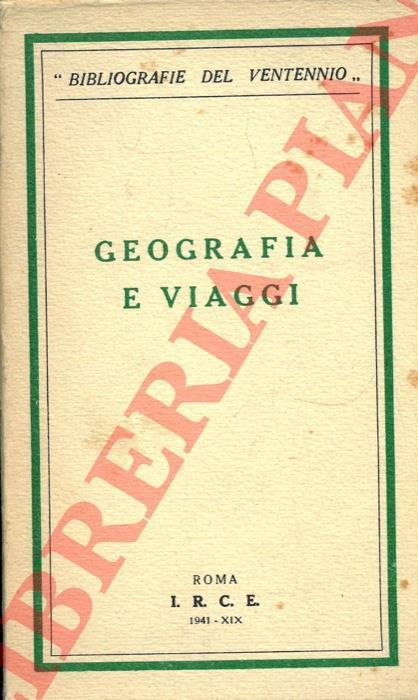 “ BIBLIOGRAFIE DEL VENTENNIO „
GEOGRAFIA
E VIAGGI
ROMA
I. R. C. E.
1941 - XIX
LIBRERIA PIANI